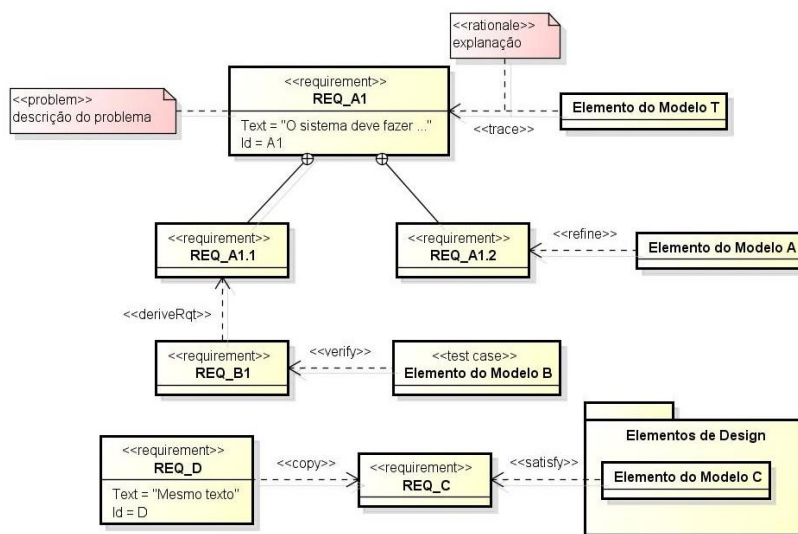 <<rationale>>
explanação
<<requirement>>
REQ_A1
<<problem>>
descrição do problema
Text = "O sistema deve fazer ..."
Id = A1
<<trace>>
Elemento do Modelo T
<<requirement>>
REQ_A1.1
<<requirement>>
REQ_A1.2
<<refine>>
Elemento do Modelo A
<<deriveRqt>>
<<requirement>>
REQ_B1
<<verify>>
<<test case>>
Elemento do Modelo B
<<requirement>>
REQ_D
Text = "Mesmo texto"
Id = D
<<copy>>
<<requirement>>
REQ_C
<<satisfy>>
Elementos de Design
Elemento do Modelo C